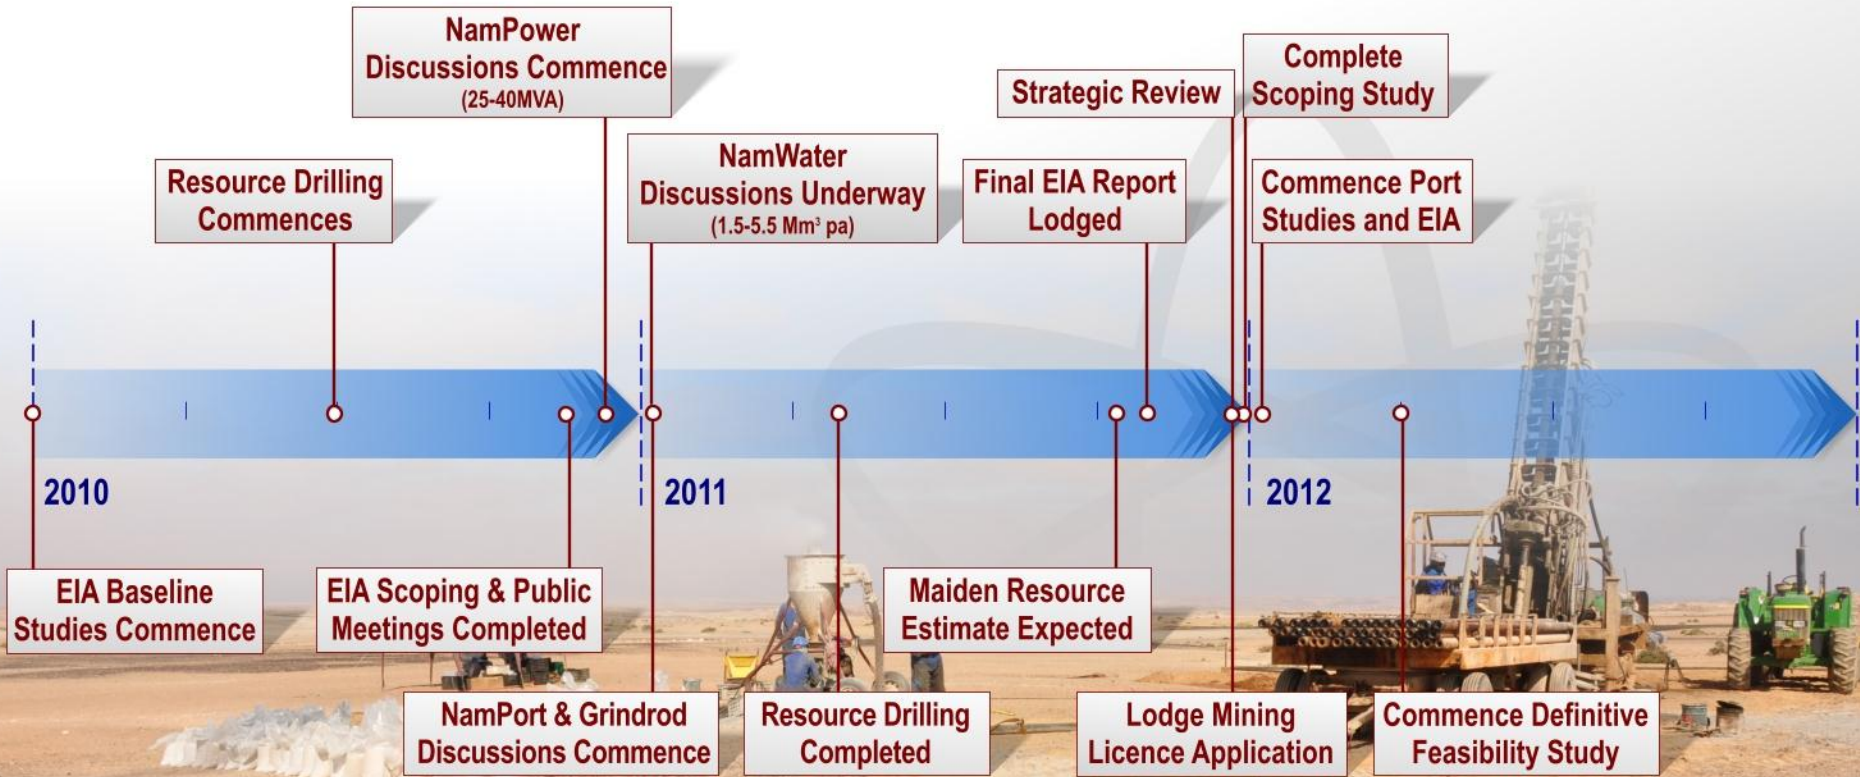 NamPower
Discussions Commence
(25-40MVA)
Complete
Scoping Study
Strategic Review
NamWater
Discussions Underway
(1.5-5.5 Mm³ pa)
Resource Drilling
Commences
Final EIA Report
Lodged
Commence Port
Studies and EIA
2010
2011
2012
EIA Baseline
Studies Commence
EIA Scoping & Public
Meetings Completed
Maiden Resource
Estimate Expected
NamPort & Grindrod
Discussions Commence
Resource Drilling
Completed
Lodge Mining
Licence Application
Commence Definitive
Feasibility Study